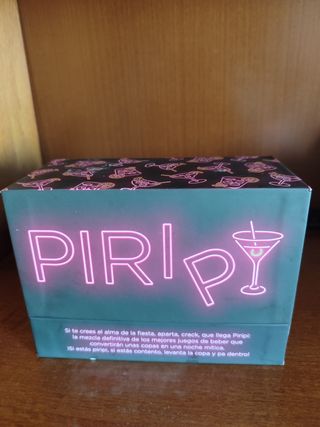 PIRIP
Si te crees el alma de la fiesta, aparta, crack, que llega Piripi:
la mezcla definitiva de los mejores juegos de beber que
convertirán unas copas en una noche mítica.
¡Si estás piripi, si estás contento, levanta la copa y pa dentro!